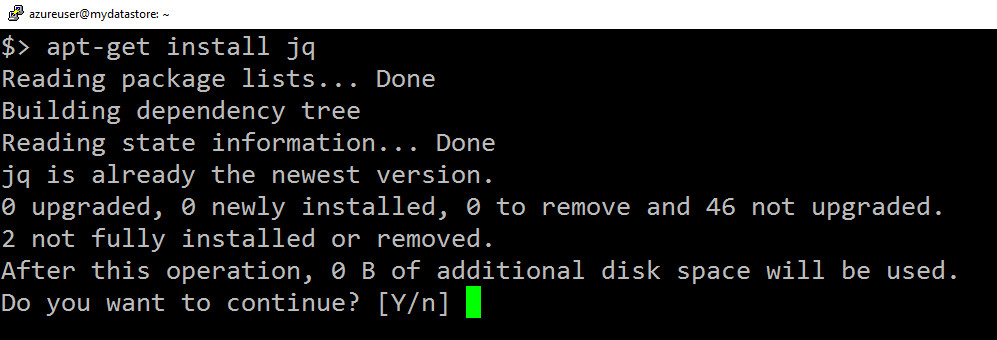 azureuser@mydatastore: ~
$> apt-get install jq
Reading package lists... Done
Building dependency tree
Reading state information... Done
jq is already the newest version.
0 upgraded, 0 newly installed, 0 to remove and 46 not upgraded.
2 not fully installed or removed.
After this operation, 0 B of additional disk space will be used.
Do you want to continue? [Y/n]